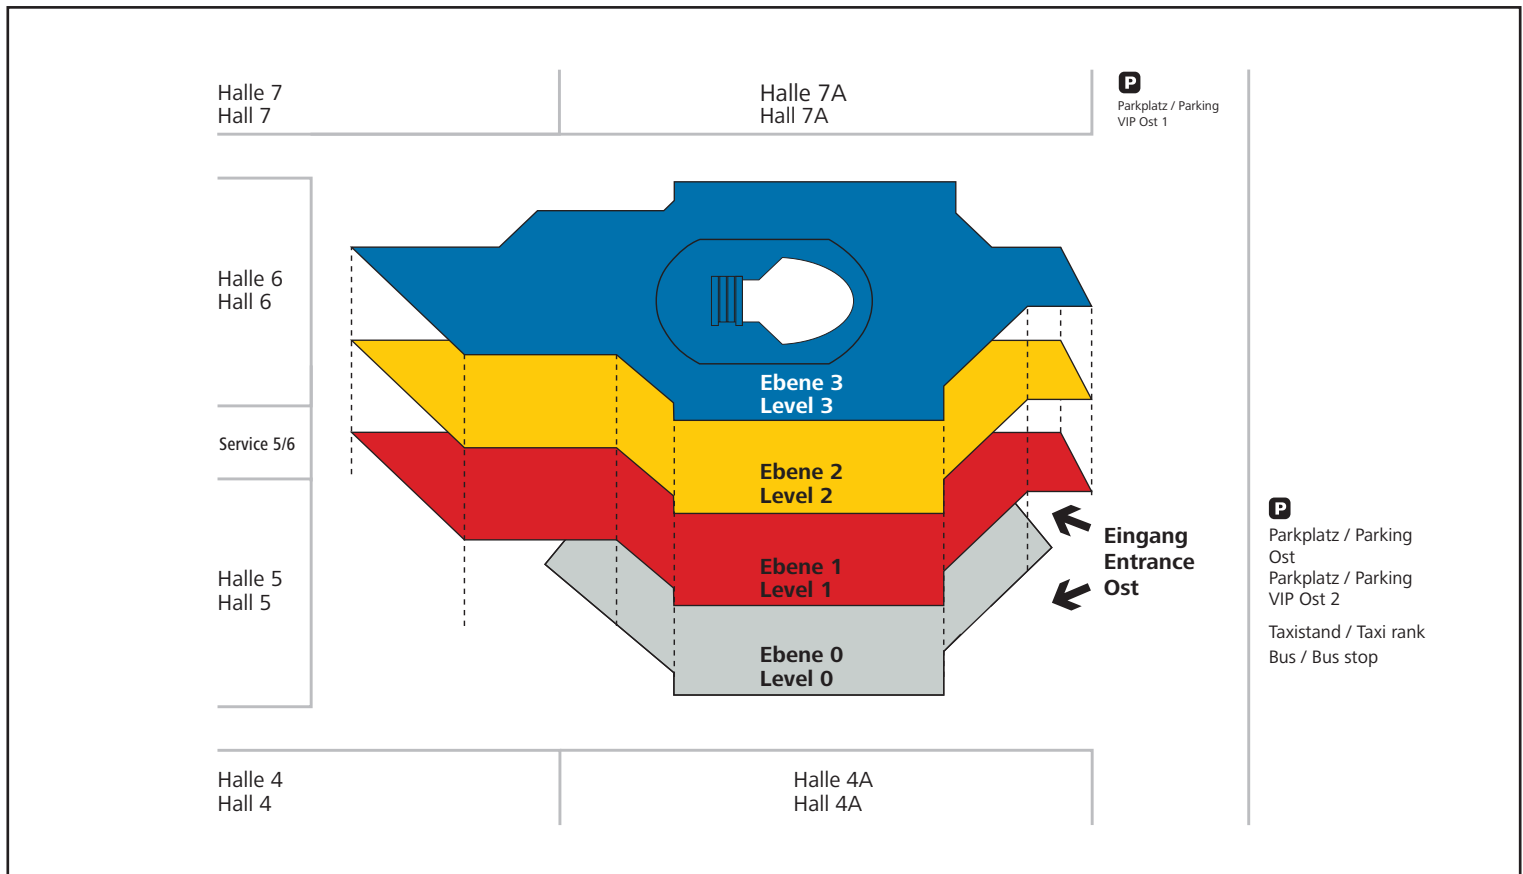 Halle 7
Hall 7
Halle 7A
Hall 7A
P
Parkplatz / Parking
VIP Ost 1
Halle 6
Hall 6
Service 5/6
Halle 5
Hall 5
Ebene 3
Level 3
Ebene 2
Level 2
Ebene 1
Level 1
Ebene 0
Level 0
Eingang
Entrance
Ost
P
Parkplatz / Parking
Ost
Parkplatz / Parking
VIP Ost 2
Taxistand / Taxi rank
Bus / Bus stop
Halle 4
Hall 4
Halle 4A
Hall 4A